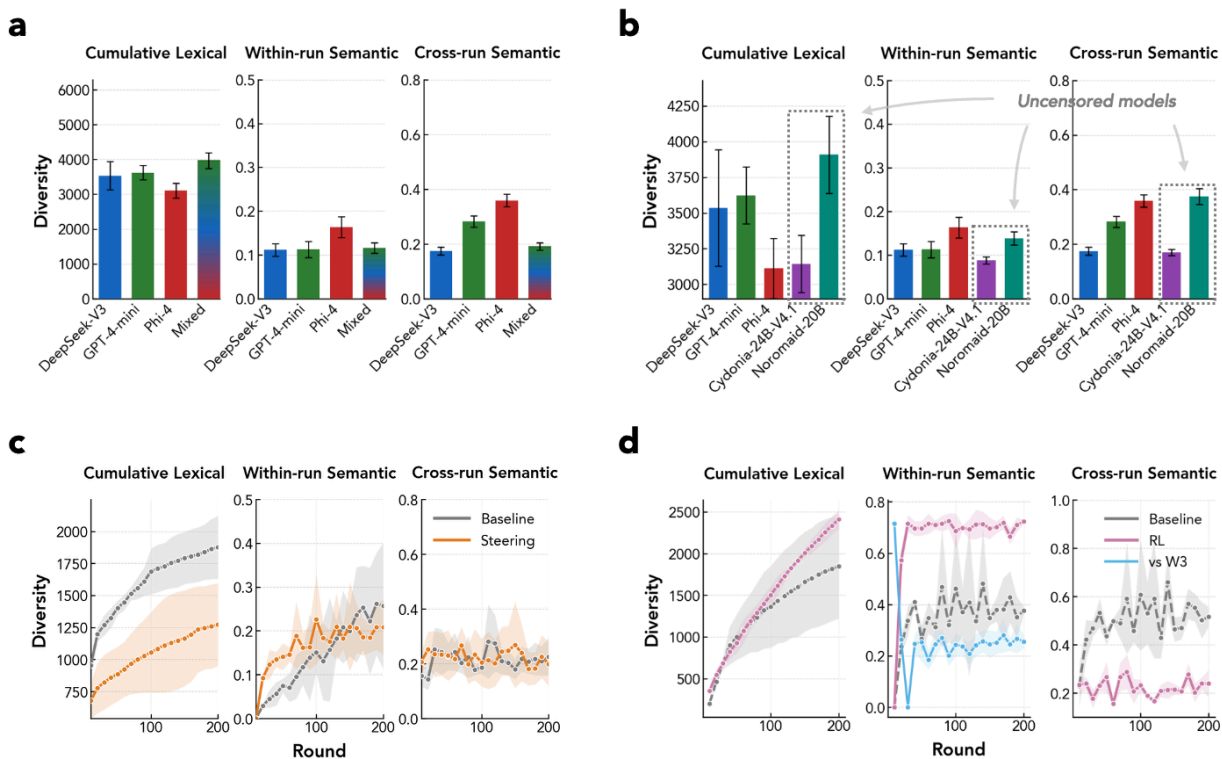 a
Cumulative Lexical
Within-run Semantic
Cross-run Semantic
Diversity
6000
5000
4000
3000
2000
1000
0
DeepSeek-V3
GPT-4-mini
Phi-4
Mixed
0.5
0.4
0.3
0.2
0.1
0.0
DeepSeek-V3
GPT-4-mini
Phi-4
Mixed
0.8
0.6
0.4
0.2
0.0
DeepSeek-V3
GPT-4-mini
Phi-4
Mixed
b
Cumulative Lexical
Within-run Semantic
Cross-run Semantic
Uncensored models
Diversity
4250
4000
3750
3500
3250
3000
DeepSeek-V3
GPT-4-mini
Phi-4
Cydonia-24B-V4.1
Noromaid-20B
0.5
0.4
0.3
0.2
0.1
0.0
DeepSeek-V3
GPT-4-mini
Phi-4
Cydonia-24B-V4.1
Noromaid-20B
0.8
0.6
0.4
0.2
0.0
DeepSeek-V3
GPT-4-mini
Phi-4
Cydonia-24B-V4.1
Noromaid-20B
c
Cumulative Lexical
Within-run Semantic
Cross-run Semantic
Diversity
2000
1750
1500
1250
1000
750
100
200
0.5
0.4
0.3
0.2
0.1
0.0
100
200
0.8
0.6
0.4
0.2
0.0
100
200
Baseline
Steering
Round
d
Cumulative Lexical
Within-run Semantic
Cross-run Semantic
Diversity
2500
2000
1500
1000
500
100
200
0.8
0.6
0.4
0.2
0.0
100
200
1.0
0.8
0.6
0.4
0.2
100
200
Baseline
RL
vs W3
Round